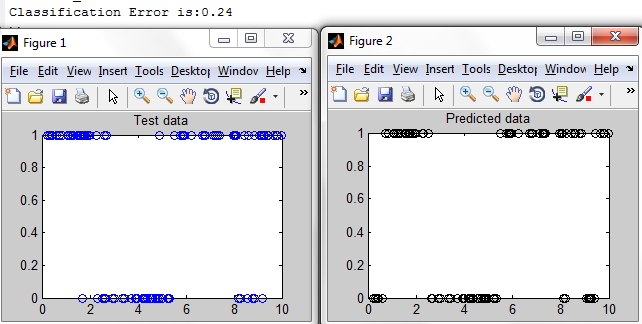 Classification Error is:0.24
Figure 1
File Edit View Insert Tools Desktop Window Help
Test data
1
0.8
0.6
0.4
0.2
0
0 2 4 6 8 10
Figure 2
File Edit View Insert Tools Desktop Window Help
Predicted data
1
0.8
0.6
0.4
0.2
0
0 2 4 6 8 10